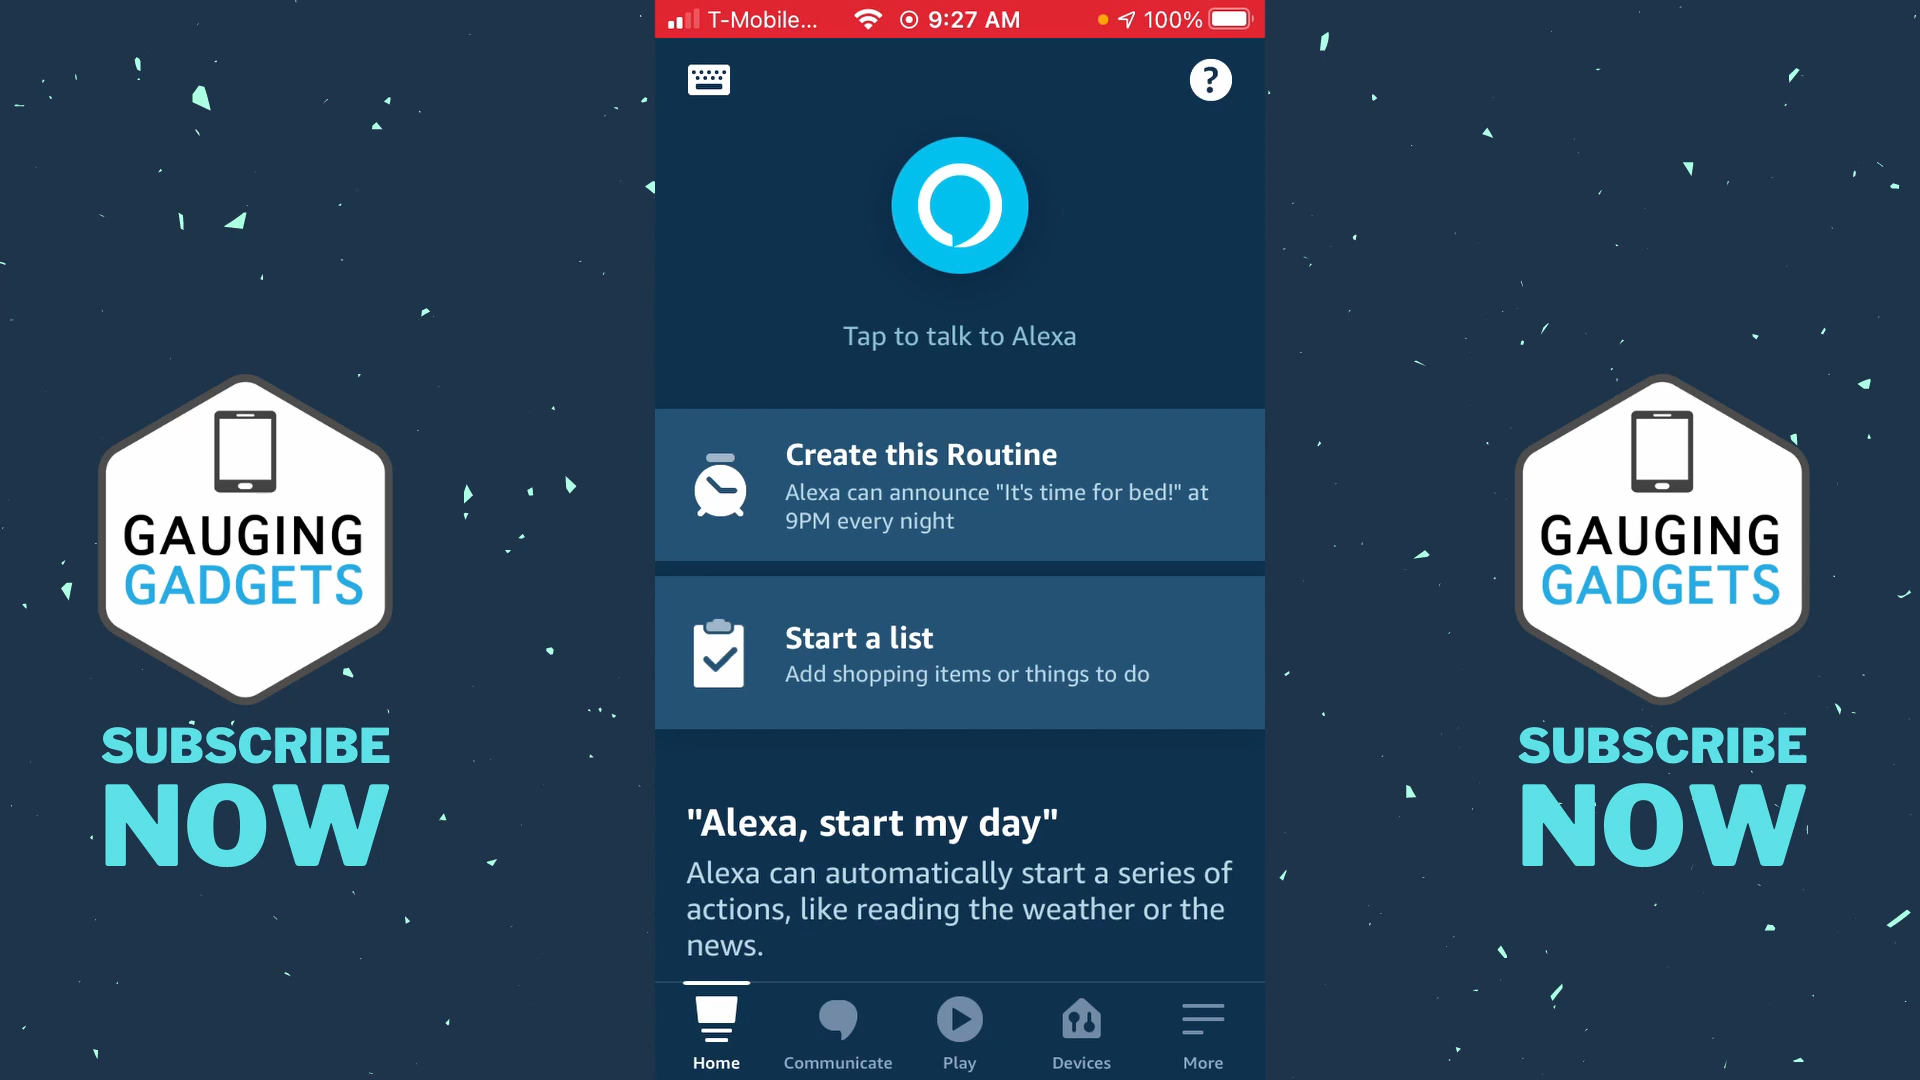 T-Mobile... 9:27 AM 100%
?
Tap to talk to Alexa
Create this Routine
Alexa can announce "It's time for bed!" at
9PM every night
Start a list
Add shopping items or things to do
"Alexa, start my day"
Alexa can automatically start a series of
actions, like reading the weather or the
news.
Home Communicate Play Devices More
GAUGING
GADGETS
SUBSCRIBE
NOW
GAUGING
GADGETS
SUBSCRIBE
NOW